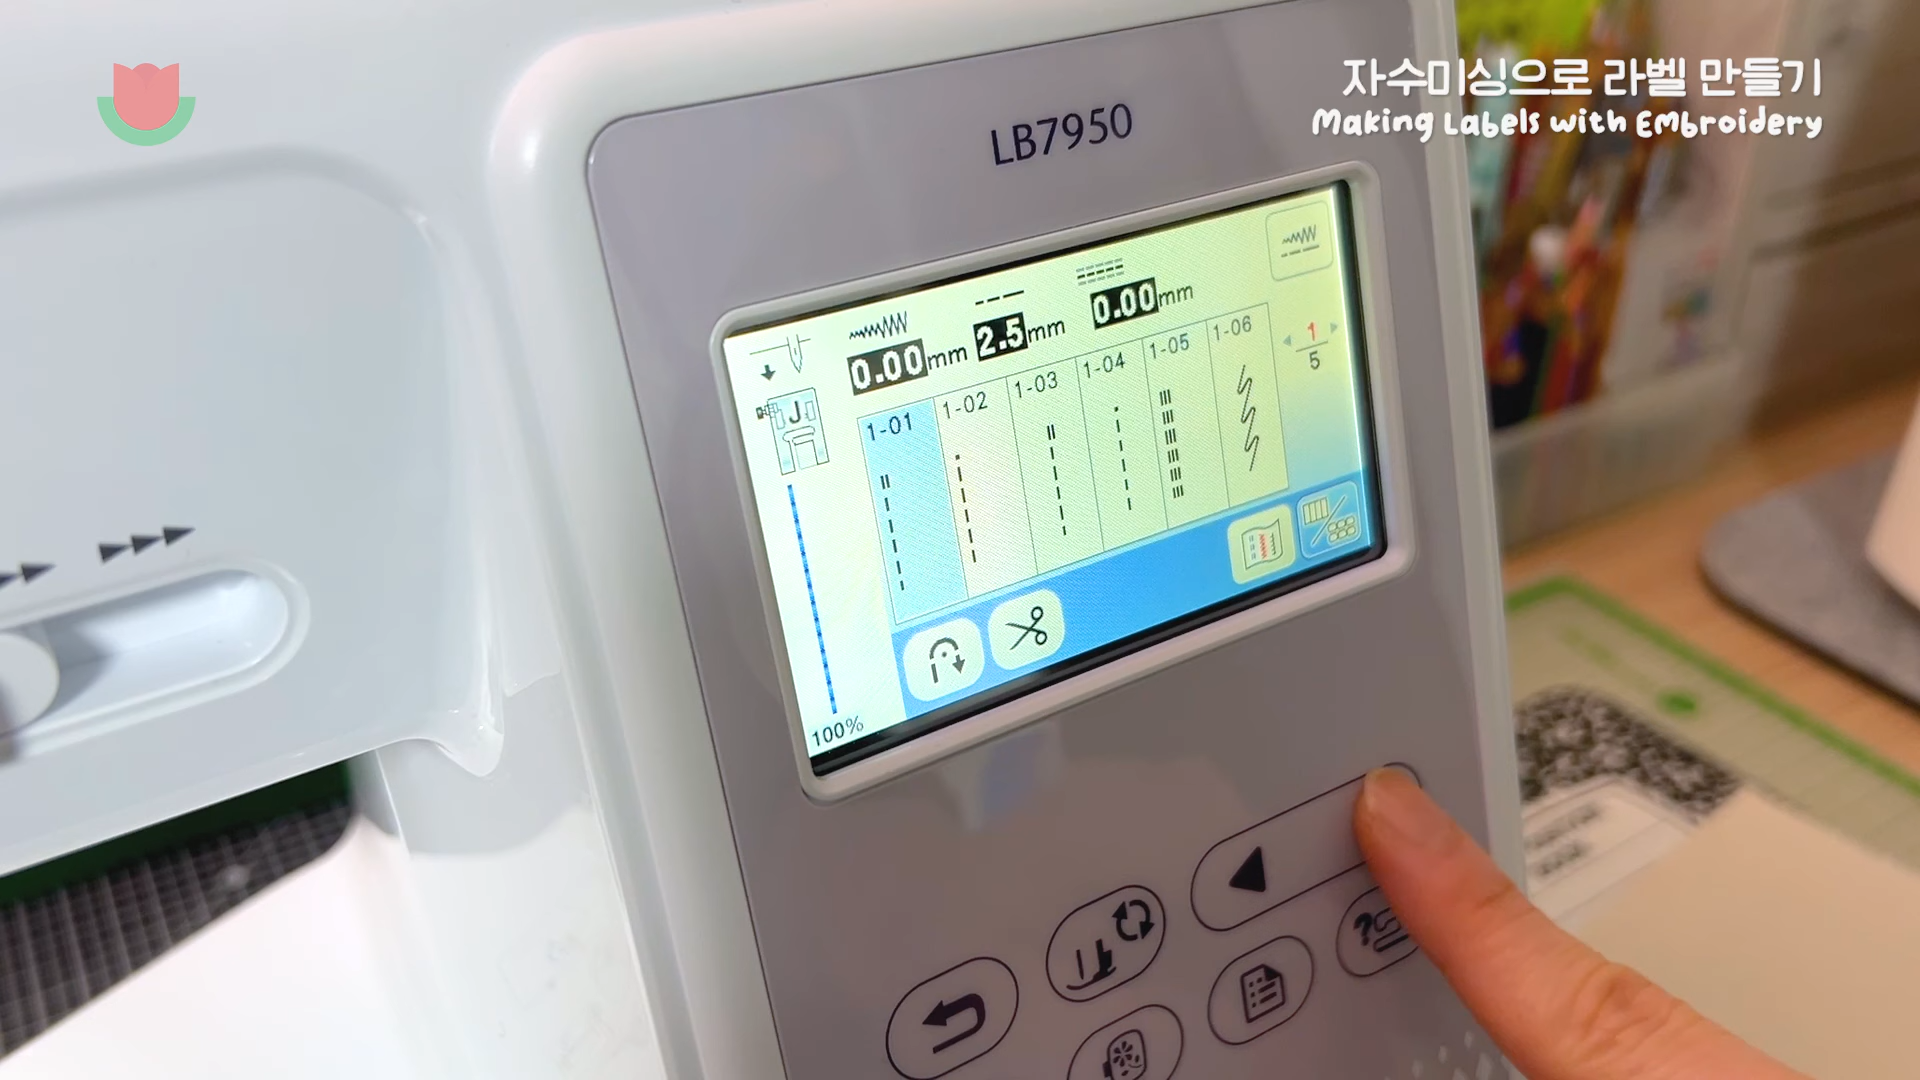 자수미싱으로 라벨 만들기
Making Labels with Embroidery
LB7950
0.00mm 2.5mm 0.00mm
J
1-01 1-02 1-03 1-04 1-05 1-06
1
5
100%
?